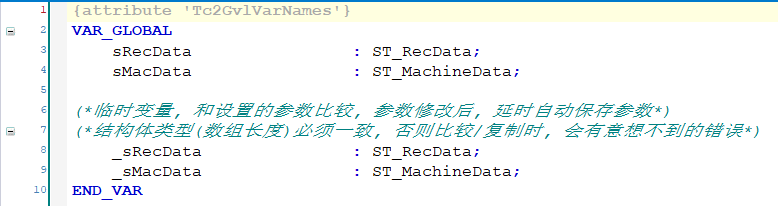 1 {attribute 'Tc2GvlVarNames'}
2 VAR_GLOBAL
3 sRecData : ST_RecData;
4 sMacData : ST_MachineData;
5
6 (*临时变量, 和设置的参数比较, 参数修改后, 延时自动保存参数*)
7 (*结构体类型(数组长度)必须一致, 否则比较/复制时, 会有意想不到的错误*)
8 _sRecData : ST_RecData;
9 _sMacData : ST_MachineData;
10 END_VAR